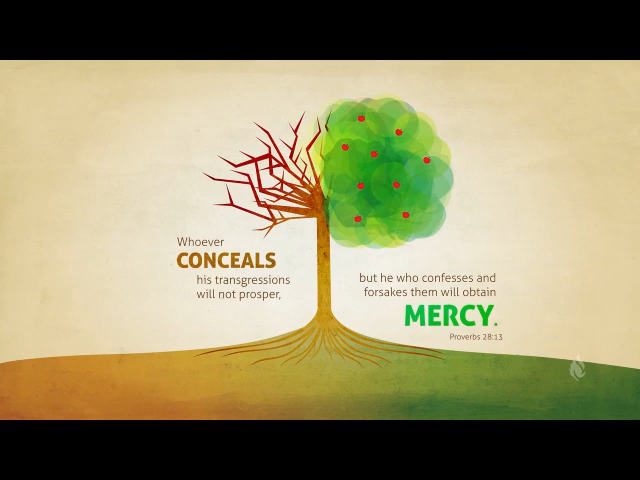 Whoever
CONCEALS
his transgressions
will not prosper,
but he who confesses and
forsakes them will obtain
MERCY.
Proverbs 28:13